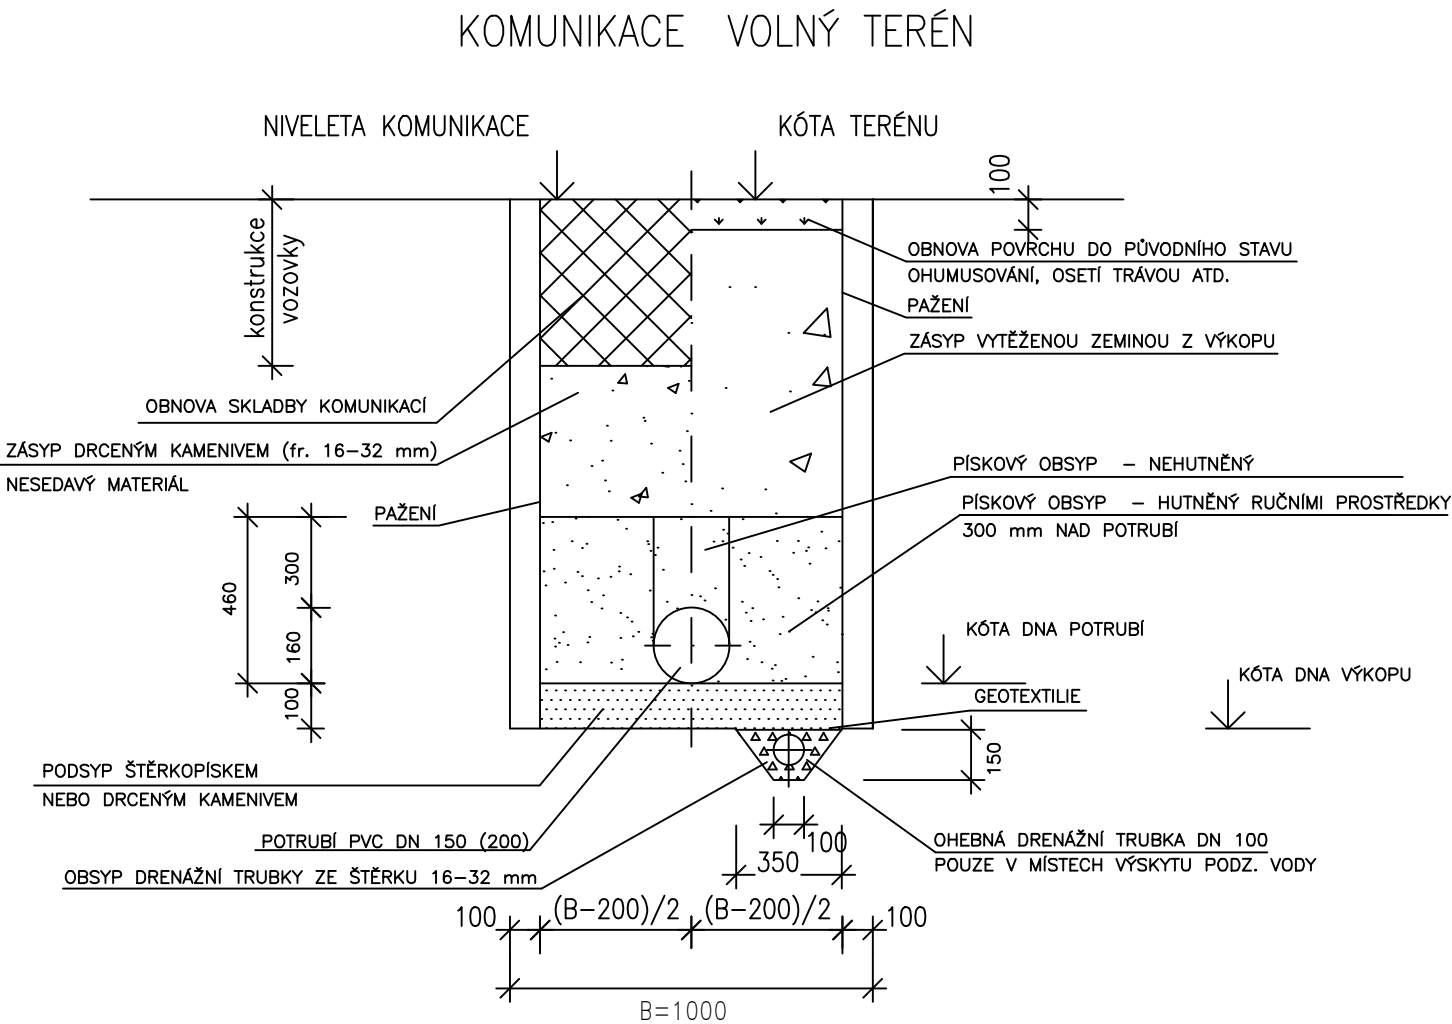 KOMUNIKACE VOLNÝ TERÉN
NIVELETA KOMUNIKACE
KÓTA TERÉNU
100
konstrukce
vozovky
OBNOVA POVRCHU DO PŮVODNÍHO STAVU
OHUMUSOVÁNÍ, OSETÍ TRÁVOU ATD.
PAŽENÍ
ZÁSYP VYTĚŽENOU ZEMINOU Z VÝKOPU
OBNOVA SKLADBY KOMUNIKACÍ
ZÁSYP DRCENÝM KAMENIVEM (fr. 16-32 mm)
NESEDAVÝ MATERIÁL
PAŽENÍ
PÍSKOVÝ OBSYP - NEHUTNĚNÝ
PÍSKOVÝ OBSYP - HUTNĚNÝ RUČNÍMI PROSTŘEDKY
300 mm NAD POTRUBÍ
460
300
160
100
KÓTA DNA POTRUBÍ
KÓTA DNA VÝKOPU
GEOTEXTILIE
150
PODSYP ŠTĚRKOPÍSKEM
NEBO DRCENÝM KAMENIVEM
POTRUBÍ PVC DN 150 (200)
OBSYP DRENÁŽNÍ TRUBKY ZE ŠTĚRKU 16-32 mm
100
350
OHEBNÁ DRENÁŽNÍ TRUBKA DN 100
POUZE V MÍSTECH VÝSKYTU PODZ. VODY
100 (B-200)/2 (B-200)/2 100
B=1000